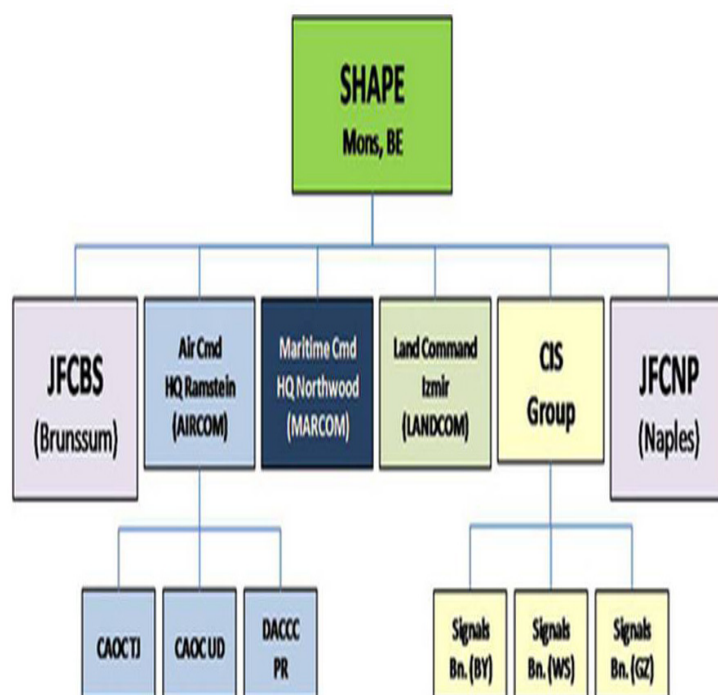 SHAPE
Mons, BE
JFCBS
(Brunssum)
Air Cmd
HQ Ramstein
(AIRCOM)
Maritime Cmd
HQ Northwood
(MARCOM)
Land Command
Izmir
(LANDCOM)
CIS
Group
JFCNP
(Naples)
CAOC TJ
CAOC UD
DACCC
PR
Signals
Bn. (BY)
Signals
Bn. (WS)
Signals
Bn. (GZ)